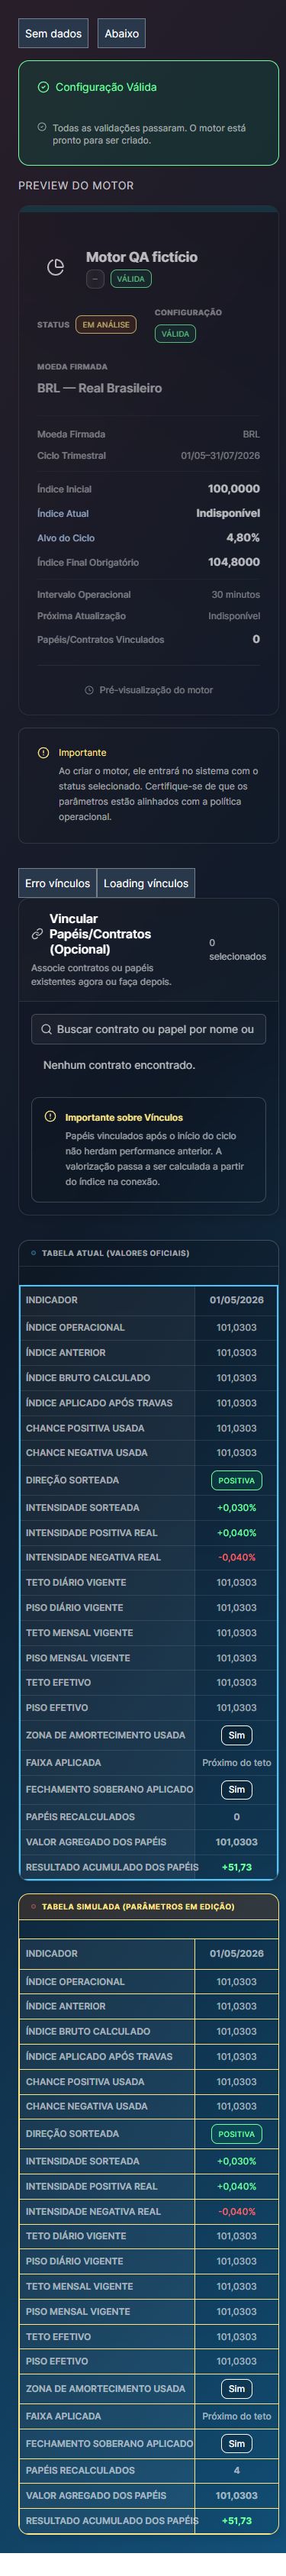 Sem dados
Abaixo
Configuração Válida
Todas as validações passaram. O motor está
pronto para ser criado.
PREVIEW DO MOTOR
Motor QA fictício
–
VÁLIDA
STATUS
EM ANÁLISE
CONFIGURAÇÃO
VÁLIDA
MOEDA FIRMADA
BRL — Real Brasileiro
Moeda Firmada BRL
Ciclo Trimestral 01/05–31/07/2026
Índice Inicial 100,0000
Índice Atual Indisponível
Alvo do Ciclo 4,80%
Índice Final Obrigatório 104,8000
Intervalo Operacional 30 minutos
Próxima Atualização Indisponível
Papéis/Contratos Vinculados 0
Pré-visualização do motor
Importante
Ao criar o motor, ele entrará no sistema com o
status selecionado. Certifique-se de que os
parâmetros estão alinhados com a política
operacional.
Erro vínculos
Loading vínculos
Vincular
Papéis/Contratos
(Opcional)
Associe contratos ou papéis
existentes agora ou faça depois.
0
selecionados
Buscar contrato ou papel por nome ou
Nenhum contrato encontrado.
Importante sobre Vínculos
Papéis vinculados após o início do ciclo
não herdam performance anterior. A
valorização passa a ser calculada a partir
do índice na conexão.
TABELA ATUAL (VALORES OFICIAIS)
INDICADOR 01/05/2026
ÍNDICE OPERACIONAL 101,0303
ÍNDICE ANTERIOR 101,0303
ÍNDICE BRUTO CALCULADO 101,0303
ÍNDICE APLICADO APÓS TRAVAS 101,0303
CHANCE POSITIVA USADA 101,0303
CHANCE NEGATIVA USADA 101,0303
DIREÇÃO SORTEADA POSITIVA
INTENSIDADE SORTEADA +0,030%
INTENSIDADE POSITIVA REAL +0,040%
INTENSIDADE NEGATIVA REAL -0,040%
TETO DIÁRIO VIGENTE 101,0303
PISO DIÁRIO VIGENTE 101,0303
TETO MENSAL VIGENTE 101,0303
PISO MENSAL VIGENTE 101,0303
TETO EFETIVO 101,0303
PISO EFETIVO 101,0303
ZONA DE AMORTECIMENTO USADA Sim
FAIXA APLICADA Próximo do teto
FECHAMENTO SOBERANO APLICADO Sim
PAPÉIS RECALCULADOS 0
VALOR AGREGADO DOS PAPÉIS 101,0303
RESULTADO ACUMULADO DOS PAPÉIS +51,73
TABELA SIMULADA (PARÂMETROS EM EDIÇÃO)
INDICADOR 01/05/2026
ÍNDICE OPERACIONAL 101,0303
ÍNDICE ANTERIOR 101,0303
ÍNDICE BRUTO CALCULADO 101,0303
ÍNDICE APLICADO APÓS TRAVAS 101,0303
CHANCE POSITIVA USADA 101,0303
CHANCE NEGATIVA USADA 101,0303
DIREÇÃO SORTEADA POSITIVA
INTENSIDADE SORTEADA +0,030%
INTENSIDADE POSITIVA REAL +0,040%
INTENSIDADE NEGATIVA REAL -0,040%
TETO DIÁRIO VIGENTE 101,0303
PISO DIÁRIO VIGENTE 101,0303
TETO MENSAL VIGENTE 101,0303
PISO MENSAL VIGENTE 101,0303
TETO EFETIVO 101,0303
PISO EFETIVO 101,0303
ZONA DE AMORTECIMENTO USADA Sim
FAIXA APLICADA Próximo do teto
FECHAMENTO SOBERANO APLICADO Sim
PAPÉIS RECALCULADOS 4
VALOR AGREGADO DOS PAPÉIS 101,0303
RESULTADO ACUMULADO DOS PAPÉIS +51,73